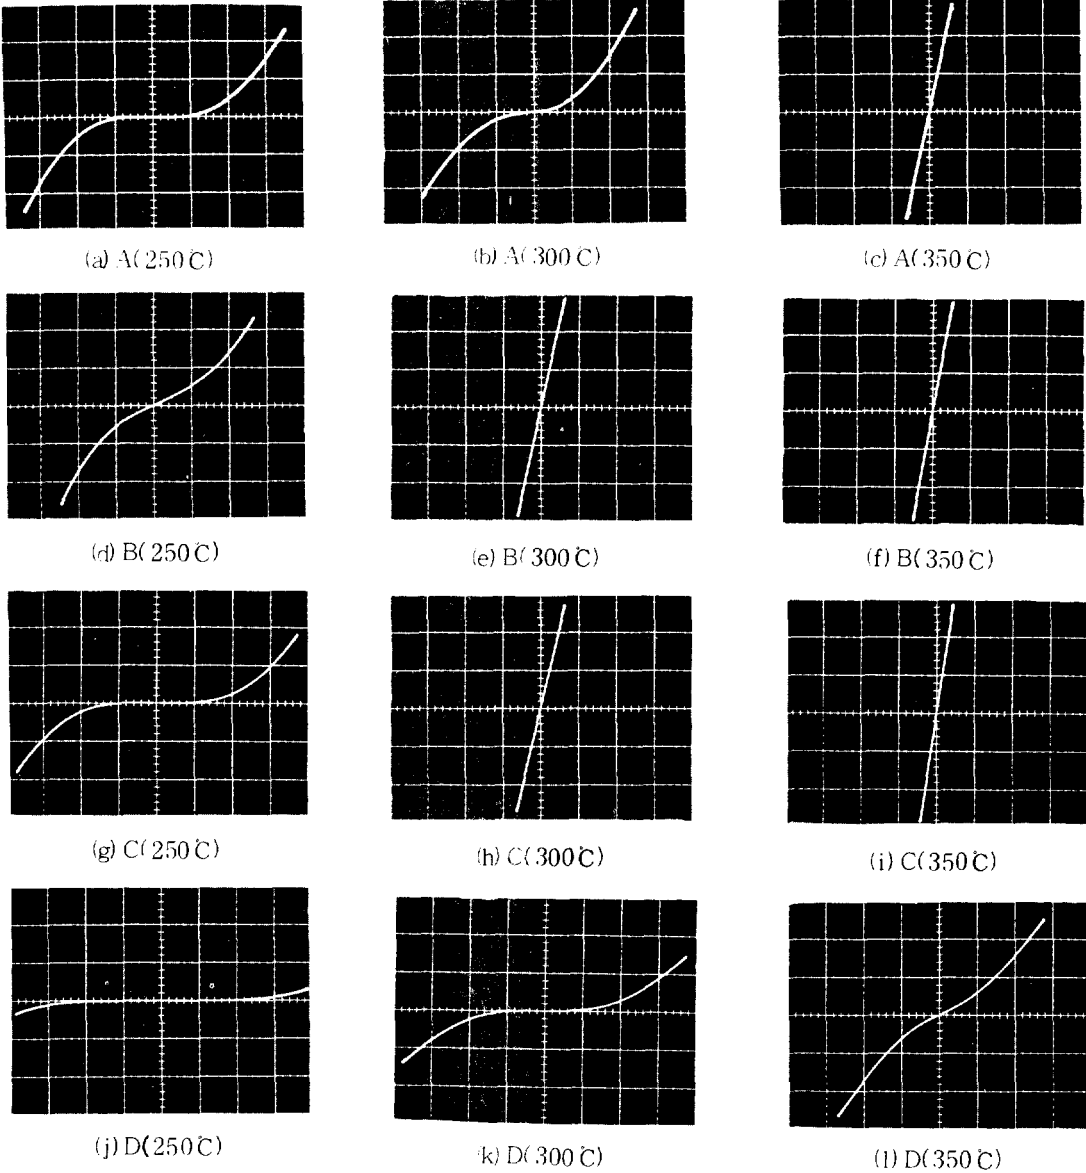 (a) A(250℃)
(b) A(300℃)
(c) A(350℃)
(d) B(250℃)
(e) B(300℃)
(f) B(350℃)
(g) C(250℃)
(h) C(300℃)
(i) C(350℃)
(j) D(250℃)
(k) D(300℃)
(l) D(350℃)